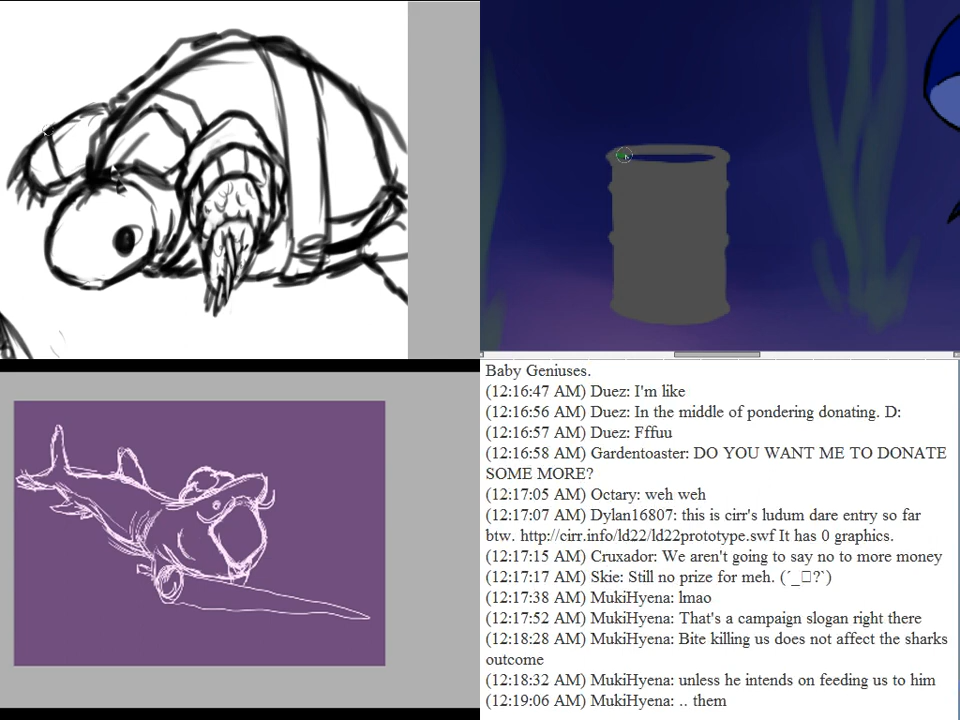 Baby Geniuses.
(12:16:47 AM) Duez: I'm like
(12:16:56 AM) Duez: In the middle of pondering donating. D:
(12:16:57 AM) Duez: Fffuu
(12:16:58 AM) Gardentoaster: DO YOU WANT ME TO DONATE
SOME MORE?
(12:17:05 AM) Octary: weh weh
(12:17:07 AM) Dylan16807: this is cirr's ludum dare entry so far
btw. http://cirr.info/ld22/ld22prototype.swf It has 0 graphics.
(12:17:15 AM) Cruxador: We aren't going to say no to more money
(12:17:17 AM) Skie: Still no prize for meh. (´_□?`)
(12:17:38 AM) MukiHyena: lmao
(12:17:52 AM) MukiHyena: That's a campaign slogan right there
(12:18:28 AM) MukiHyena: Bite killing us does not affect the sharks
outcome
(12:18:32 AM) MukiHyena: unless he intends on feeding us to him
(12:19:06 AM) MukiHyena: .. them